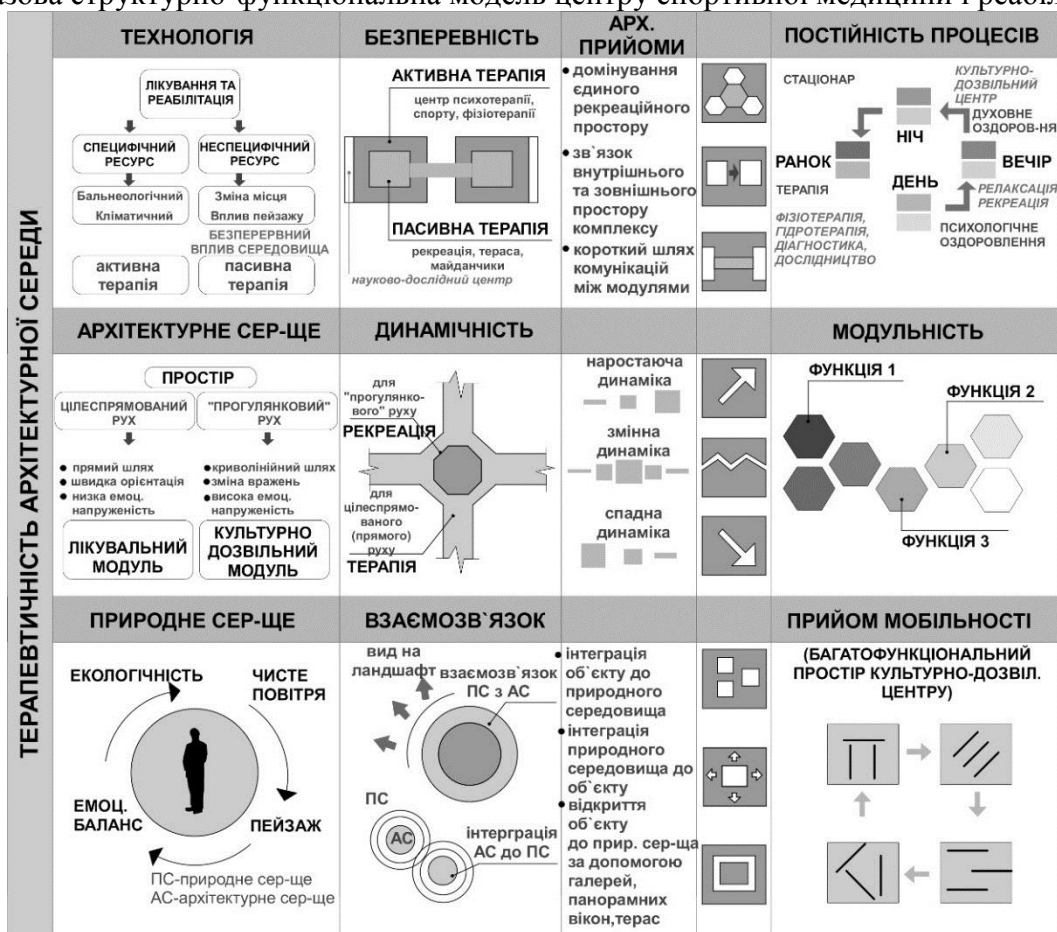 азова структурно-функціональна модель центру спортивної медицини і реабіл
ТЕРАПЕВТИЧНІСТЬ АРХІТЕКТУРНОЇ СЕРЕДИ
ТЕХНОЛОГІЯ
ЛІКУВАННЯ ТА
РЕАБІЛІТАЦІЯ
СПЕЦИФІЧНИЙ
РЕСУРС
НЕСПЕЦИФІЧНИЙ
РЕСУРС
Бальнеологічний
Кліматичний
Зміна місця
Вплив пейзажу
БЕЗПЕРЕРВНИЙ
ВПЛИВ СЕРЕДОВИЩА
активна
терапія
пасивна
терапія
БЕЗПЕРЕВНІСТЬ
АКТИВНА ТЕРАПІЯ
центр психотерапії,
спорту, фізіотерапії
ПАСИВНА ТЕРАПІЯ
рекреація, тераса,
майданчики
науково-дослідний центр
АРХ.
ПРИЙОМИ
• домінування
єдиного
рекреаційного
простору
• зв`язок
внутрішнього
та зовнішнього
простору
комплексу
• короткий шлях
комунікацій
між модулями
ПОСТІЙНІСТЬ ПРОЦЕСІВ
СТАЦІОНАР
КУЛЬТУРНО-
ДОЗВІЛЬНИЙ
ЦЕНТР
ДУХОВНЕ
ОЗДОРОВ-НЯ
НІЧ
РАНОК
ВЕЧІР
ТЕРАПІЯ
ДЕНЬ
РЕЛАКСАЦІЯ
РЕКРЕАЦІЯ
ФІЗІОТЕРАПІЯ,
ГІДРОТЕРАПІЯ,
ДІАГНОСТИКА,
ДОСЛІДНИЦТВО
ПСИХОЛОГІЧНЕ
ОЗДОРОВЛЕННЯ
АРХІТЕКТУРНЕ СЕР-ЩЕ
ПРОСТІР
ЦІЛЕСПРЯМОВАНИЙ
РУХ
"ПРОГУЛЯНКОВИЙ"
РУХ
• прямий шлях
• швидка орієнтація
• низка емоц.
напруженість
• криволінійний шлях
• зміна вражень
• висока емоц.
напруженість
ЛІКУВАЛЬНИЙ
МОДУЛЬ
КУЛЬТУРНО
ДОЗВІЛЬНИЙ
МОДУЛЬ
ДИНАМІЧНІСТЬ
для
"прогулянко-
вого" руху
РЕКРЕАЦІЯ
для
цілеспрямо-
ваного
(прямого)
руху
ТЕРАПІЯ
наростаюча
динаміка
змінна
динаміка
спадна
динаміка
МОДУЛЬНІСТЬ
ФУНКЦІЯ 1
ФУНКЦІЯ 2
ФУНКЦІЯ 3
ПРИРОДНЕ СЕР-ЩЕ
ЕКОЛОГІЧНІСТЬ
ЧИСТЕ
ПОВІТРЯ
ЕМОЦ.
БАЛАНС
ПЕЙЗАЖ
ПС-природне сер-ще
АС-архітектурне сер-ще
ВЗАЄМОЗВ`ЯЗОК
вид на
ландшафт
взаємозв`язок
ПС з АС
ПС
АС
інтерграція
АС до ПС
• інтеграція
об`єкту до
природного
середовища
• інтеграція
природного
середовища до
об`єкту
• відкриття
об`єкту
до прир. сер-ща
за допомогою
галерей,
панорамних
вікон,терас
ПРИЙОМ МОБІЛЬНОСТІ
(БАГАТОФУНКЦІОНАЛЬНИЙ
ПРОСТІР КУЛЬТУРНО-ДОЗВІЛ.
ЦЕНТРУ)